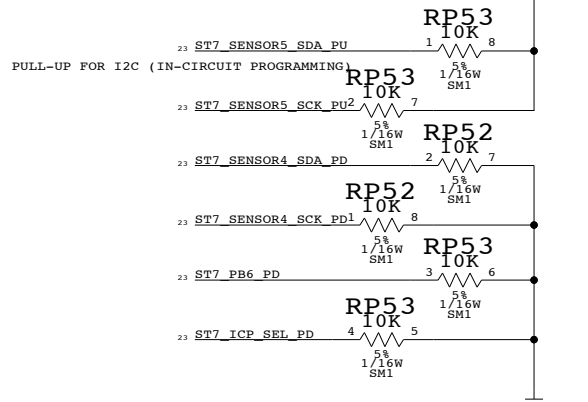 RP53
10K
23 ST7_SENSOR5_SDA_PU 1 8
5%
1/16W
SM1
PULL-UP FOR I2C (IN-CIRCUIT PROGRAMMING)
RP53
10K
23 ST7_SENSOR5_SCK_PU 2 7
5%
1/16W
SM1
RP52
10K
23 ST7_SENSOR4_SDA_PD 2 7
5%
1/16W
SM1
RP52
10K
23 ST7_SENSOR4_SCK_PD 1 8
5%
1/16W
SM1
RP53
10K
23 ST7_PB6_PD 3 6
5%
1/16W
SM1
RP53
10K
23 ST7_ICP_SEL_PD 4 5
5%
1/16W
SM1